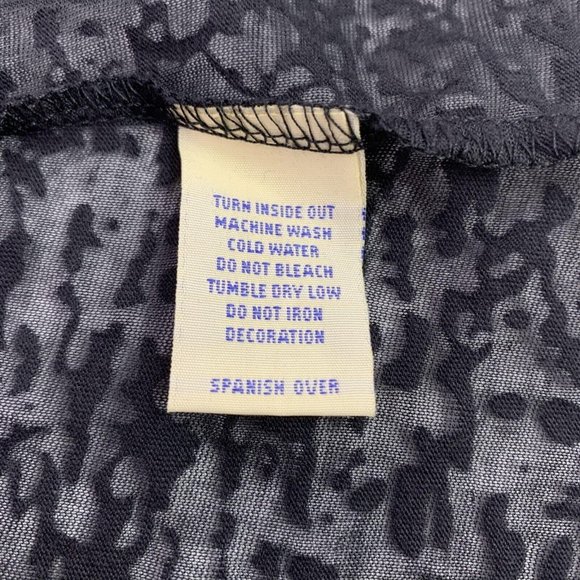 TURN INSIDE OUT
MACHINE WASH
COLD WATER
DO NOT BLEACH
TUMBLE DRY LOW
DO NOT IRON
DECORATION
SPANISH OVER